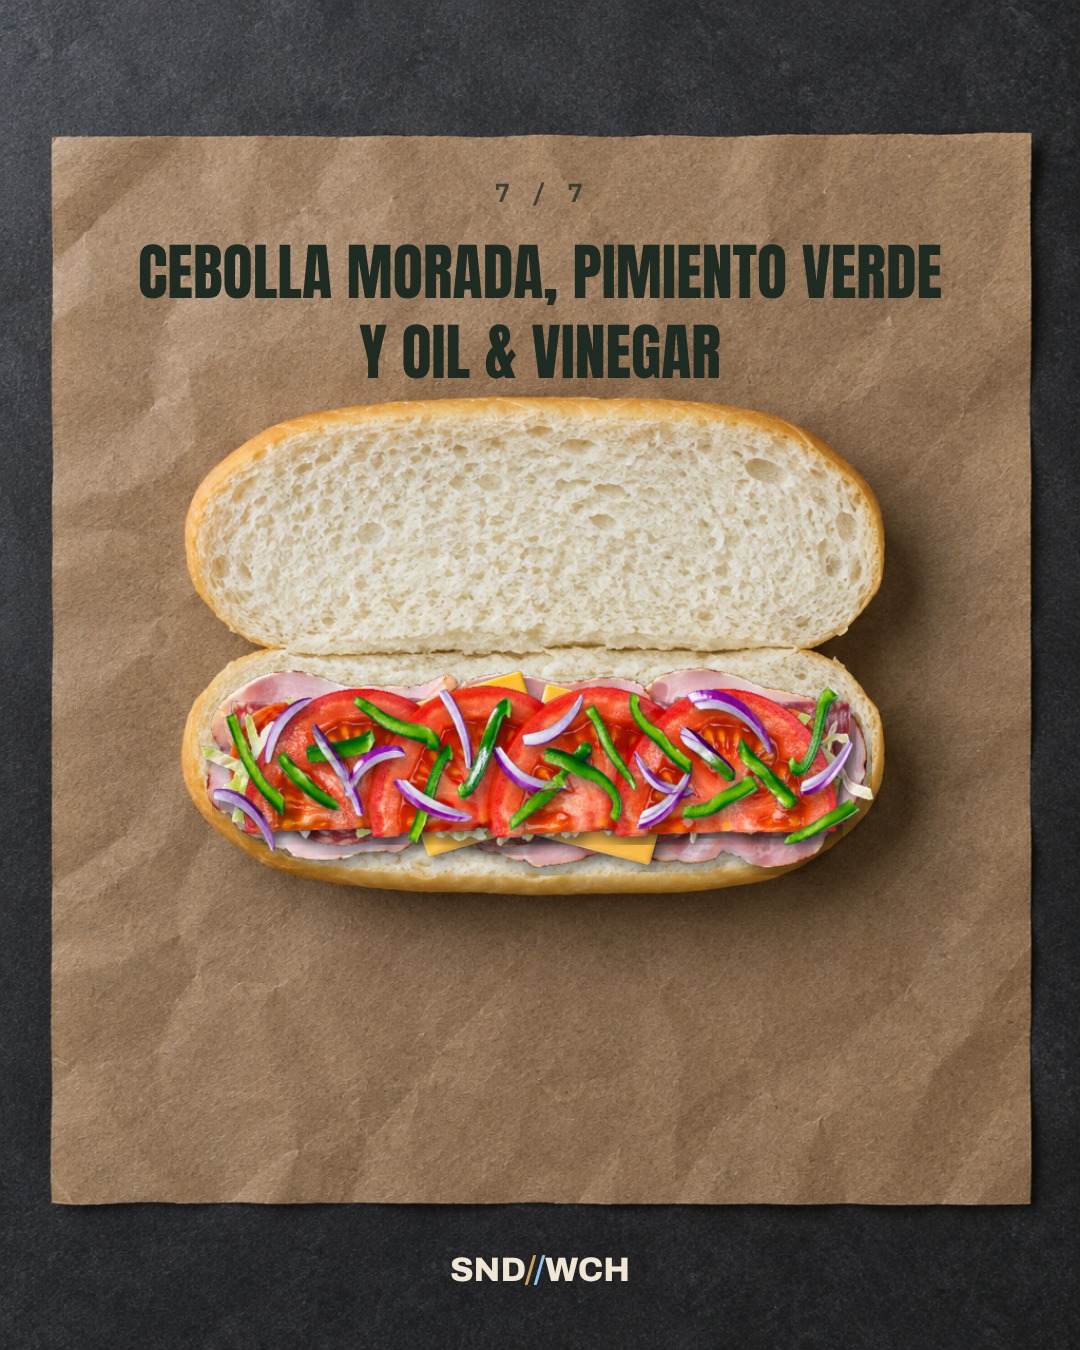 7 / 7
CEBOLLA MORADA, PIMIENTO VERDE
Y OIL & VINEGAR
SND//WCH